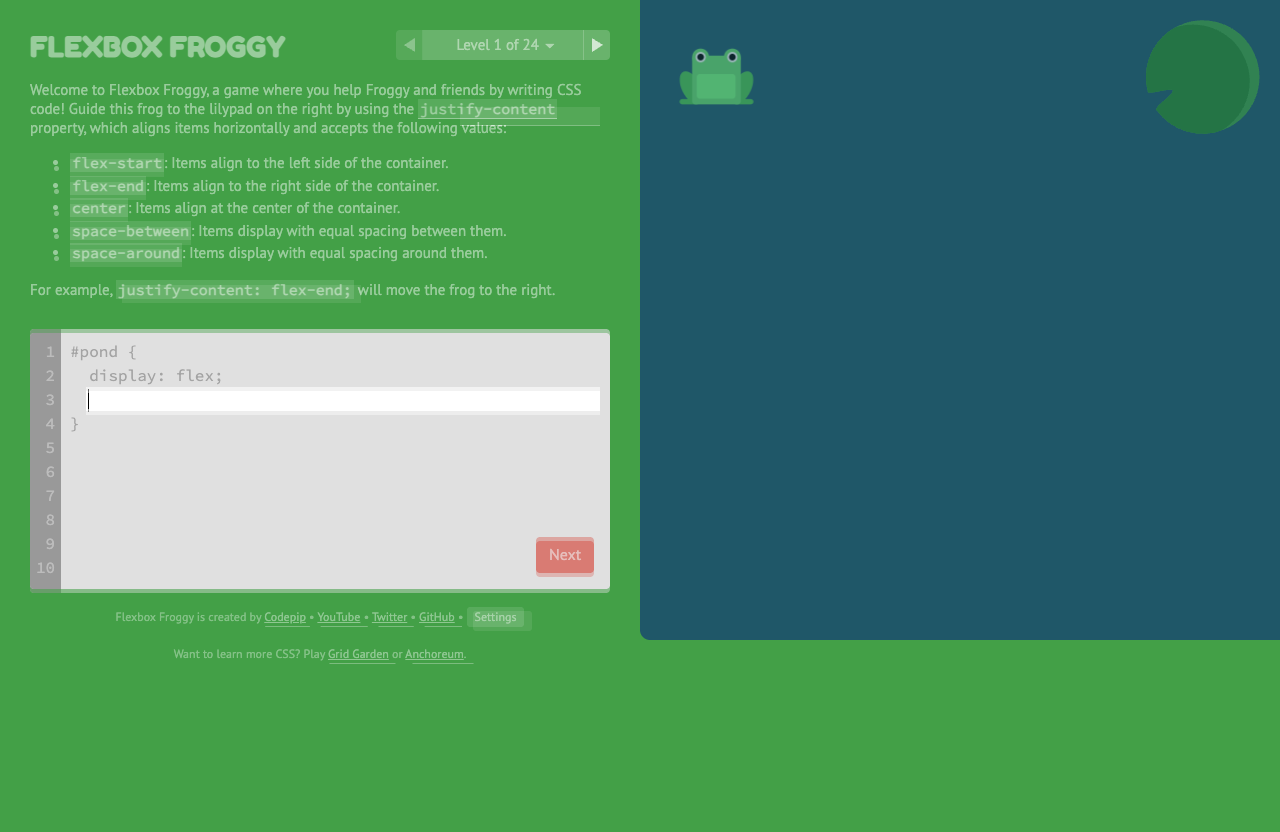 FLEXBOX FROGGY
Level 1 of 24
Welcome to Flexbox Froggy, a game where you help Froggy and friends by writing CSS
code! Guide this frog to the lilypad on the right by using the justify-content
property, which aligns items horizontally and accepts the following values:
flex-start: Items align to the left side of the container.
flex-end: Items align to the right side of the container.
center: Items align at the center of the container.
space-between: Items display with equal spacing between them.
space-around: Items display with equal spacing around them.
For example, justify-content: flex-end; will move the frog to the right.
1 #pond {
2 display: flex;
3
4 }
5
6
7
8
9
10
Next
Flexbox Froggy is created by Codepip • YouTube • Twitter • GitHub • Settings
Want to learn more CSS? Play Grid Garden or Anchoreum.